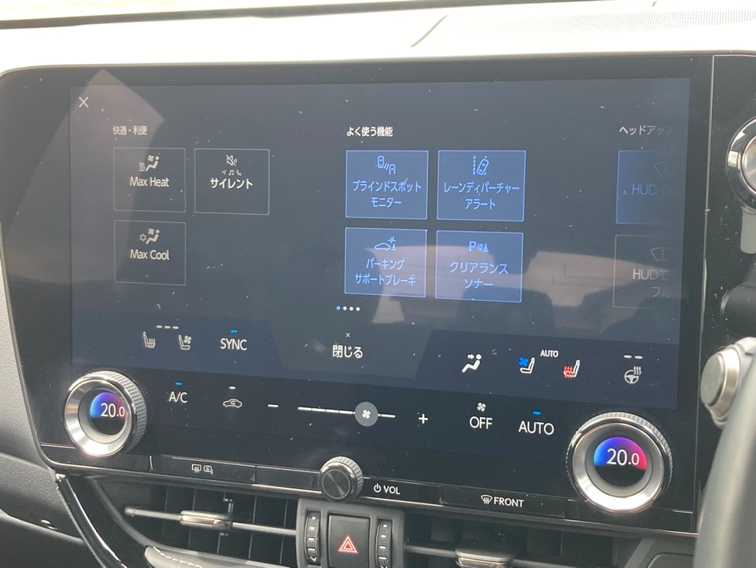 快適・利便
よく使う機能
ヘッドアップ
Max Heat
サイレント
ブラインドスポット
モニター
レーンディパーチャー
アラート
HUD
Max Cool
パーキング
サポートブレーキ
P
クリアランス
ソナー
HUD
SYNC
閉じる
AUTO
20.0
A/C
OFF
AUTO
20.0
VOL
FRONT